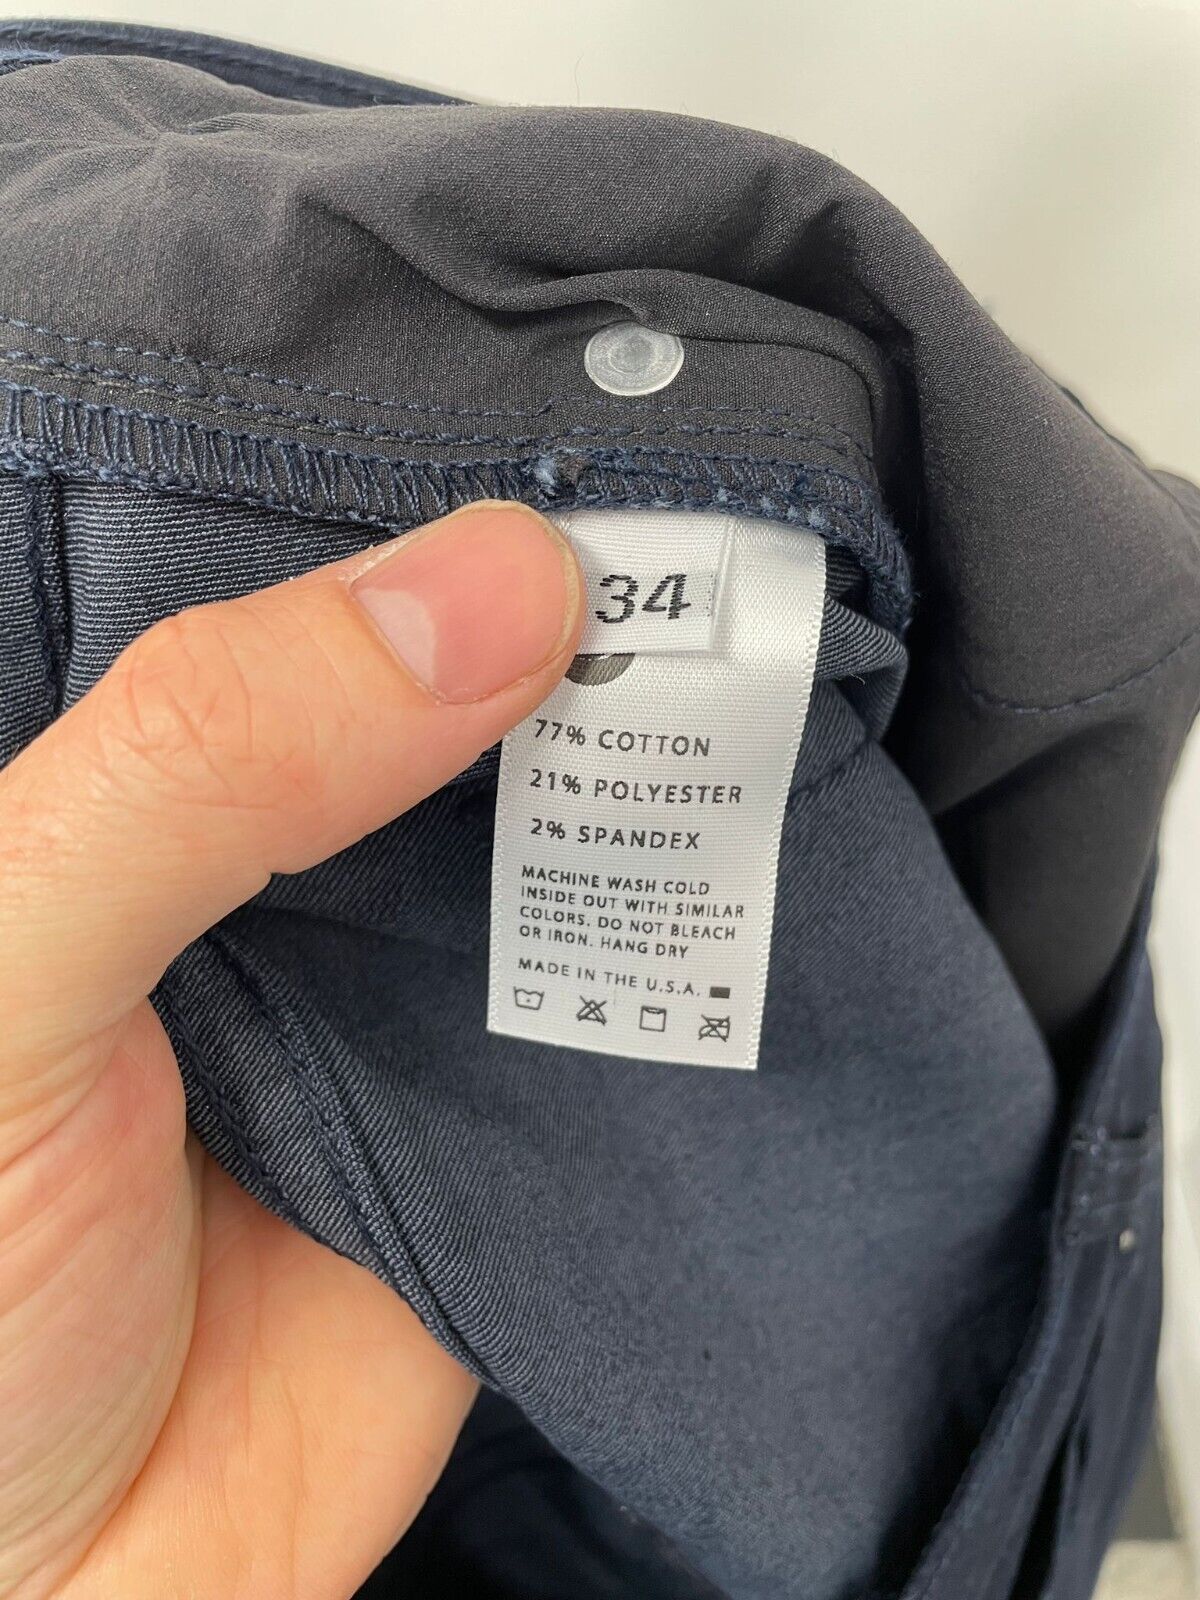 34
77% COTTON
21% POLYESTER
2% SPANDEX
MACHINE WASH COLD
INSIDE OUT WITH SIMILAR
COLORS. DO NOT BLEACH
OR IRON. HANG DRY
MADE IN THE U.S.A.